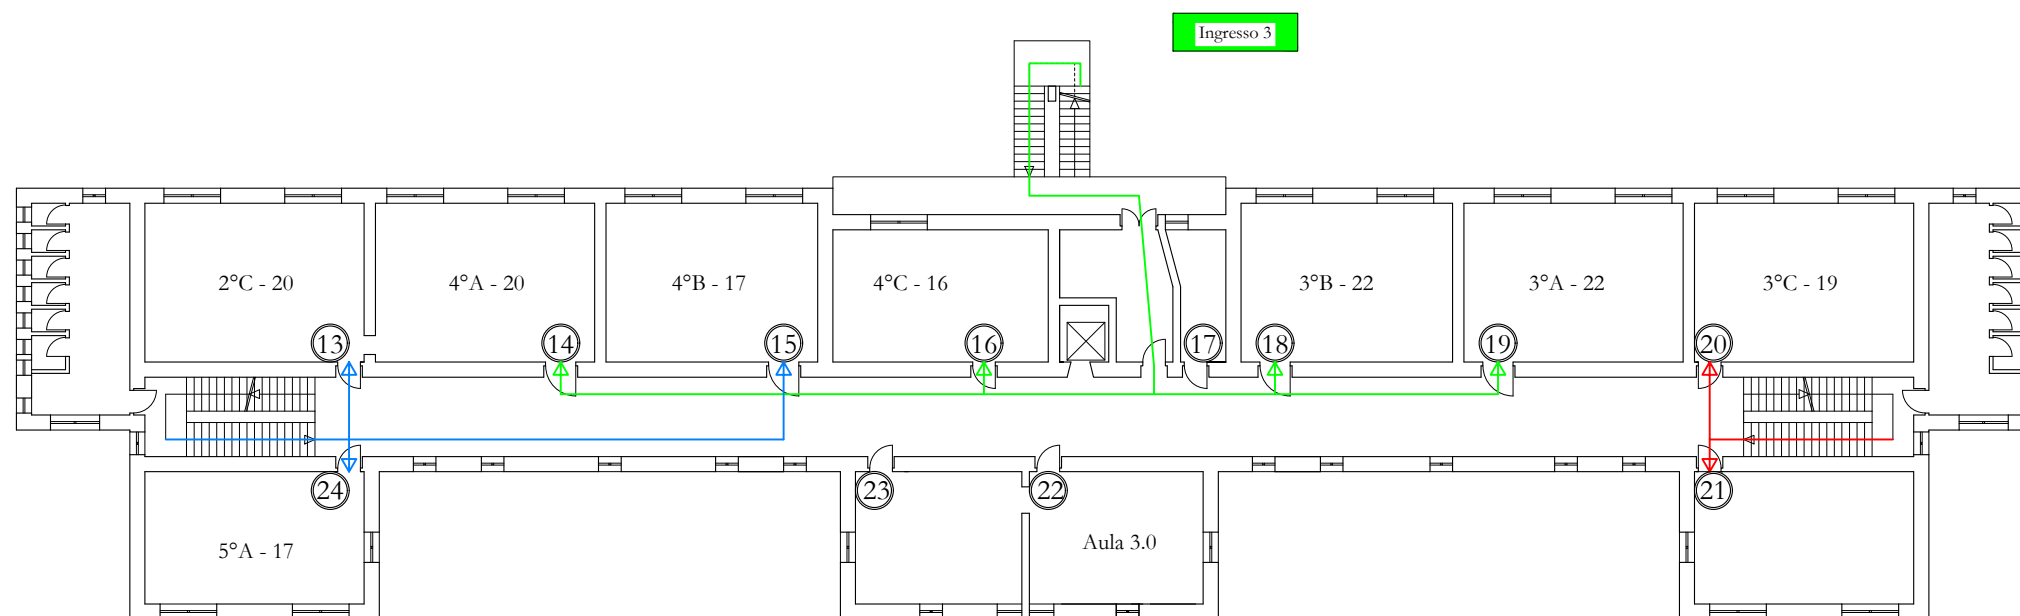 Ingresso 3
2°C - 20
4°A - 20
4°B - 17
4°C - 16
3°B - 22
3°A - 22
3°C - 19
13
14
15
16
17
18
19
20
24
23
22
21
5°A - 17
Aula 3.0